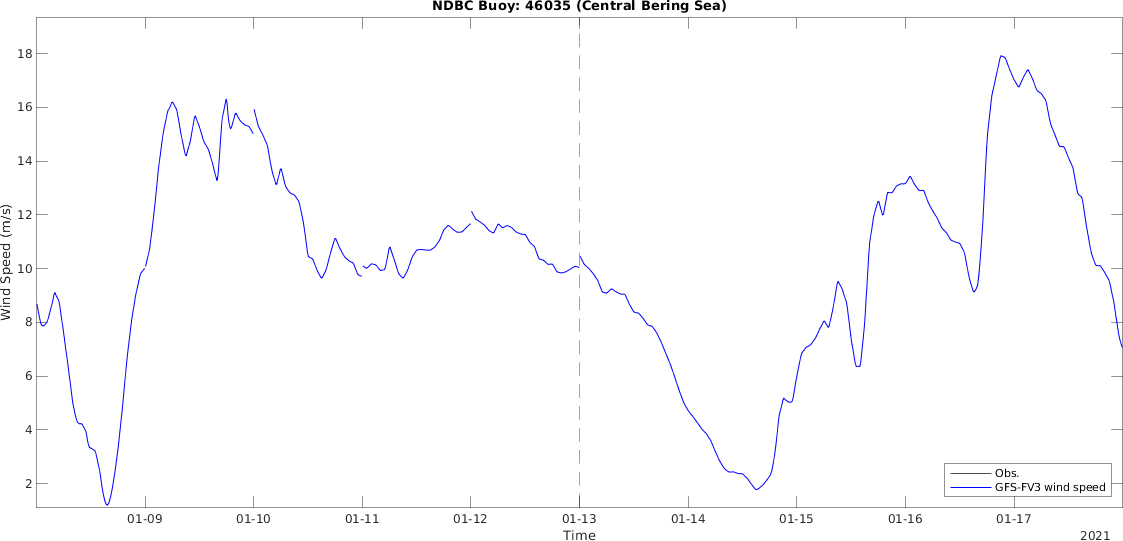 NDBC Buoy: 46035 (Central Bering Sea)
18
16
14
12
10
8
6
4
2
Wind Speed (m/s)
Obs.
GFS-FV3 wind speed
01-09 01-10 01-11 01-12 01-13 01-14 01-15 01-16 01-17
Time
2021